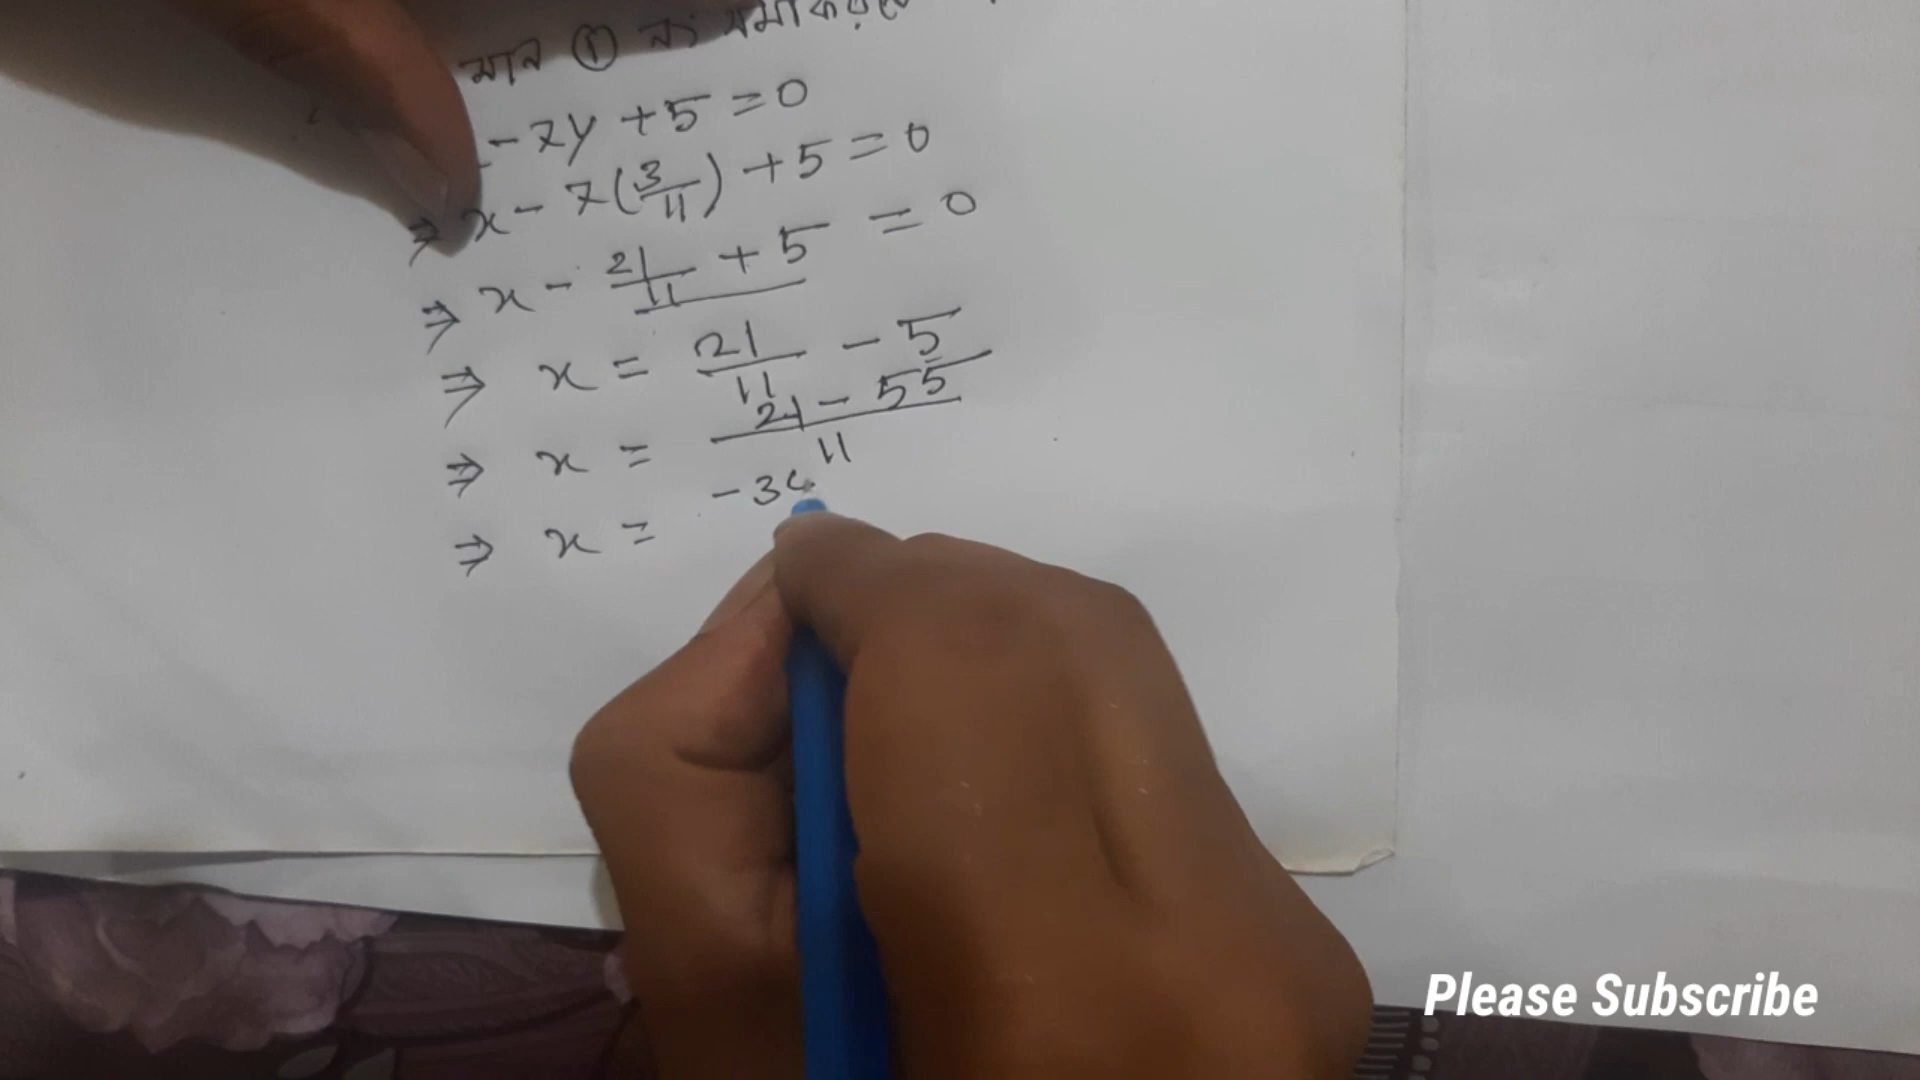 মান ① নং সমীকরণে
- 7y + 5 = 0
⇒ x - 7(3/11) + 5 = 0
⇒ x - 21/11 + 5 = 0
⇒ x = 21/11 - 5
⇒ x = 21 - 55/11
⇒ x = -34
Please Subscribe